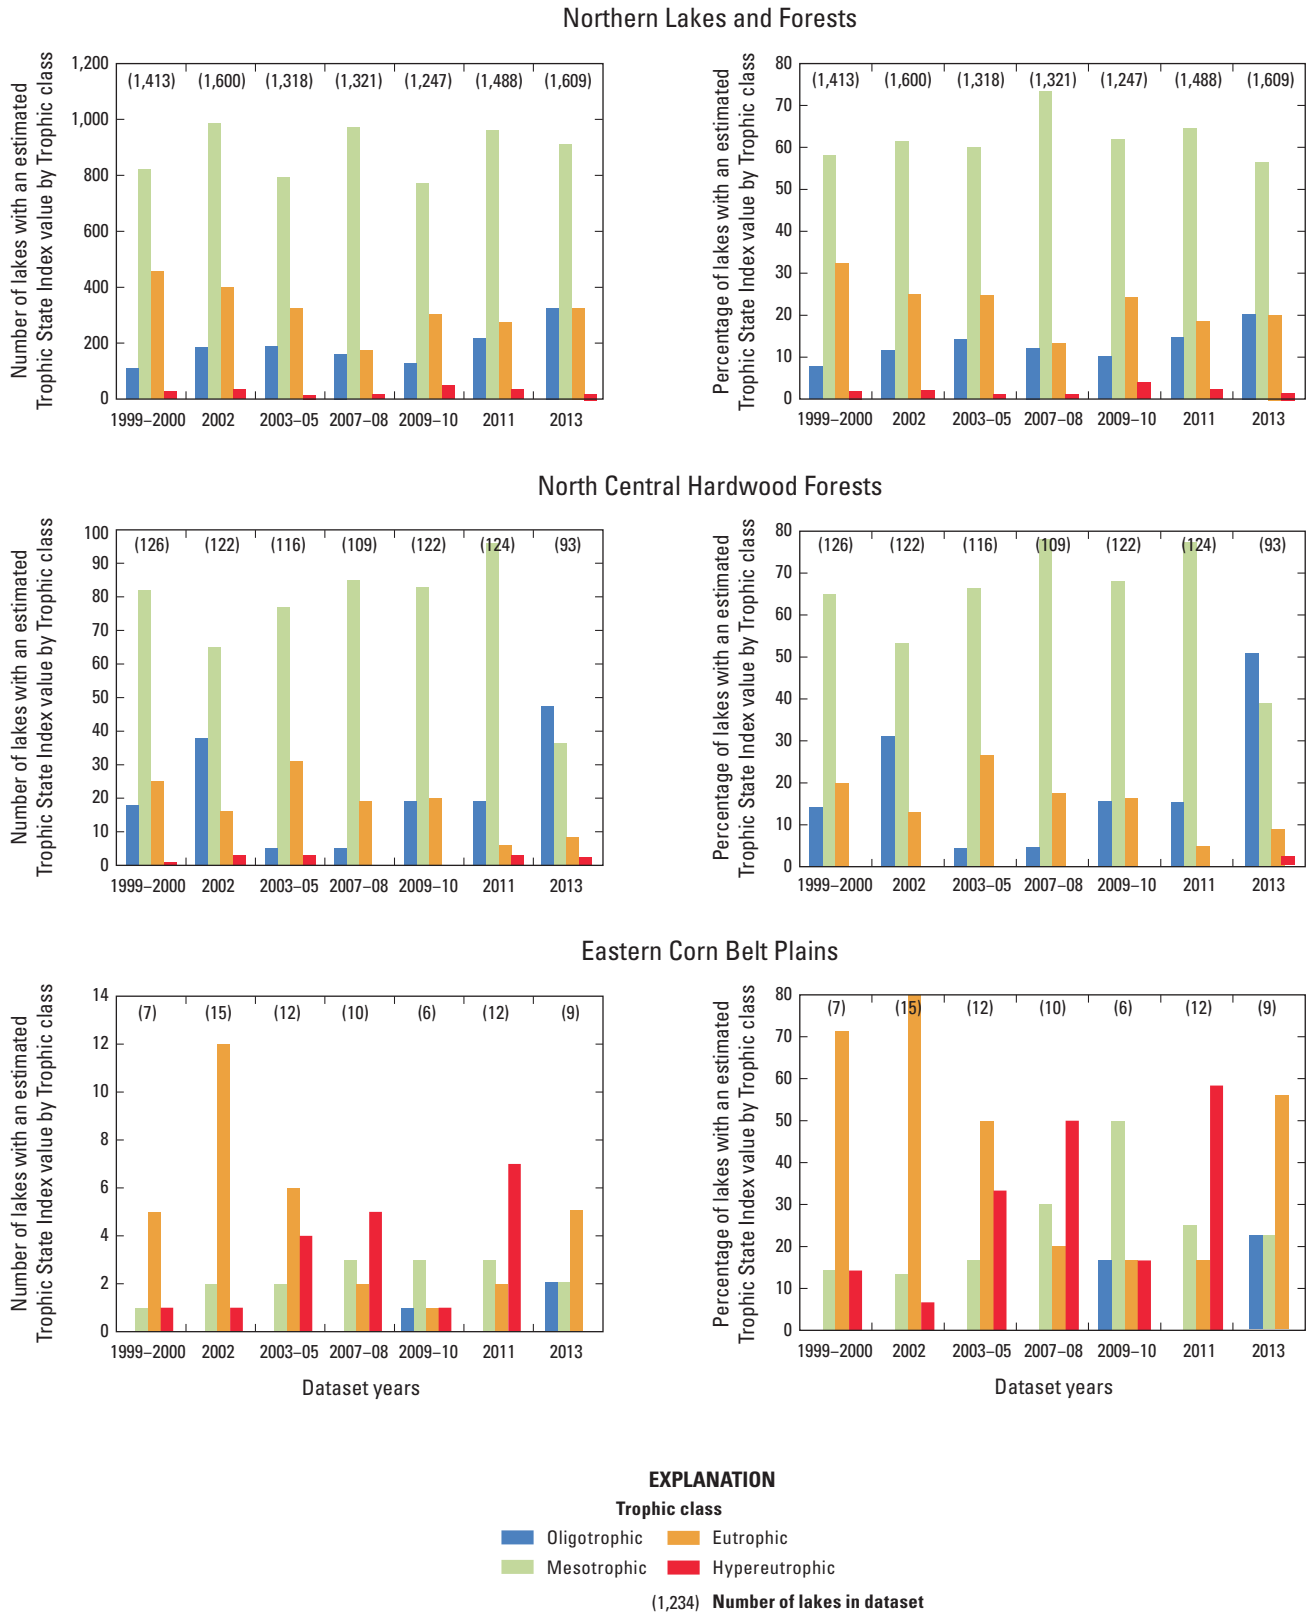 Northern Lakes and Forests
Number of lakes with an estimated
Trophic State Index value by Trophic class
1,200
1,000
800
600
400
200
0
(1,413) (1,600) (1,318) (1,321) (1,247) (1,488) (1,609)
1999–2000 2002 2003–05 2007–08 2009–10 2011 2013
Percentage of lakes with an estimated
Trophic State Index value by Trophic class
80
70
60
50
40
30
20
10
0
(1,413) (1,600) (1,318) (1,321) (1,247) (1,488) (1,609)
1999–2000 2002 2003–05 2007–08 2009–10 2011 2013
North Central Hardwood Forests
Number of lakes with an estimated
Trophic State Index value by Trophic class
100
90
80
70
60
50
40
30
20
10
0
(126) (122) (116) (109) (122) (124) (93)
1999–2000 2002 2003–05 2007–08 2009–10 2011 2013
Percentage of lakes with an estimated
Trophic State Index value by Trophic class
80
70
60
50
40
30
20
10
0
(126) (122) (116) (109) (122) (124) (93)
1999–2000 2002 2003–05 2007–08 2009–10 2011 2013
Eastern Corn Belt Plains
Number of lakes with an estimated
Trophic State Index value by Trophic class
14
12
10
8
6
4
2
0
(7) (15) (12) (10) (6) (12) (9)
1999–2000 2002 2003–05 2007–08 2009–10 2011 2013
Dataset years
Percentage of lakes with an estimated
Trophic State Index value by Trophic class
80
70
60
50
40
30
20
10
0
(7) (15) (12) (10) (6) (12) (9)
1999–2000 2002 2003–05 2007–08 2009–10 2011 2013
Dataset years
EXPLANATION
Trophic class
Oligotrophic Eutrophic
Mesotrophic Hypereutrophic
(1,234) Number of lakes in dataset